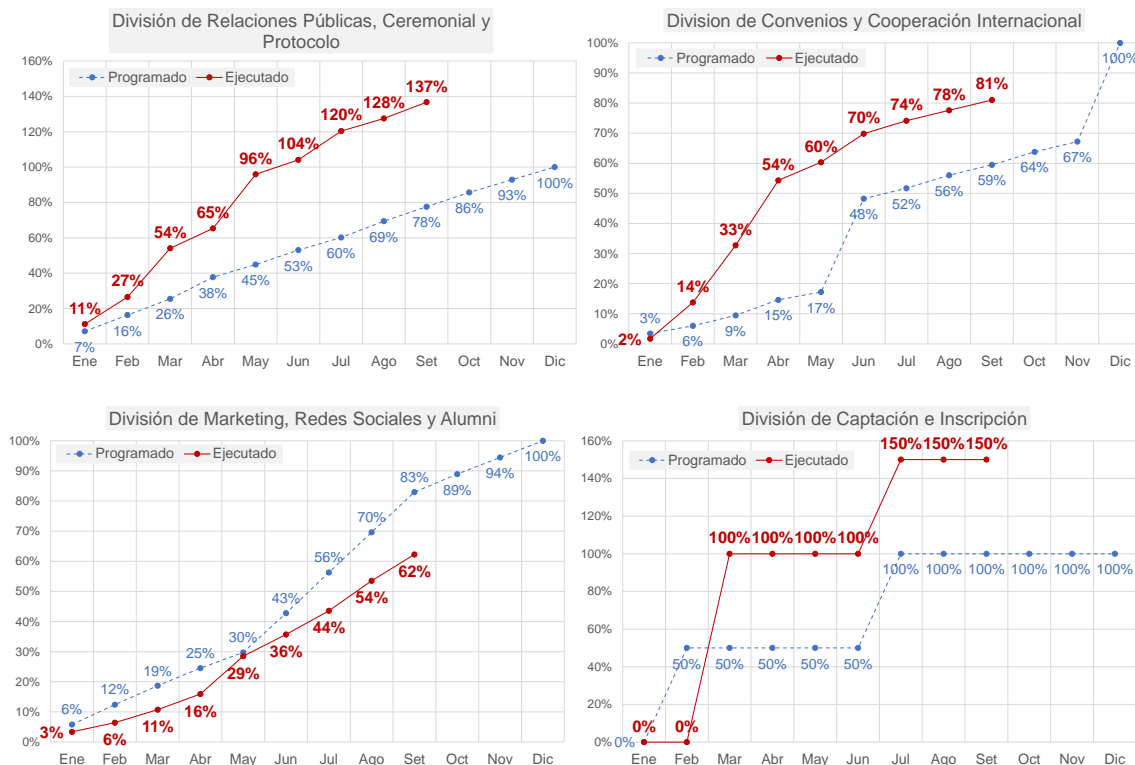 División de Relaciones Públicas, Ceremonial y
Protocolo
Programado Ejecutado
160%
140%
120%
100%
80%
60%
40%
20%
0%
11% 27% 54% 65% 96% 104% 120% 128% 137%
7% 16% 26% 38% 45% 53% 60% 69% 78% 86% 93% 100%
Ene Feb Mar Abr May Jun Jul Ago Set Oct Nov Dic
Division de Convenios y Cooperación Internacional
Programado Ejecutado
100%
90%
80%
70%
60%
50%
40%
30%
20%
10%
0%
2% 14% 33% 54% 60% 70% 74% 78% 81%
3% 6% 9% 15% 17% 48% 52% 56% 59% 64% 67% 100%
Ene Feb Mar Abr May Jun Jul Ago Set Oct Nov Dic
División de Marketing, Redes Sociales y Alumni
Programado Ejecutado
100%
90%
80%
70%
60%
50%
40%
30%
20%
10%
0%
6% 12% 19% 25% 30% 43% 56% 70% 83% 89% 94% 100%
3% 6% 11% 16% 29% 36% 44% 54% 62%
Ene Feb Mar Abr May Jun Jul Ago Set Oct Nov Dic
División de Captación e Inscripción
Programado Ejecutado
160%
140%
120%
100%
80%
60%
40%
20%
0%
0% 0% 100% 100% 100% 100% 150% 150% 150%
0% 50% 50% 50% 50% 50% 100% 100% 100% 100% 100% 100%
Ene Feb Mar Abr May Jun Jul Ago Set Oct Nov Dic